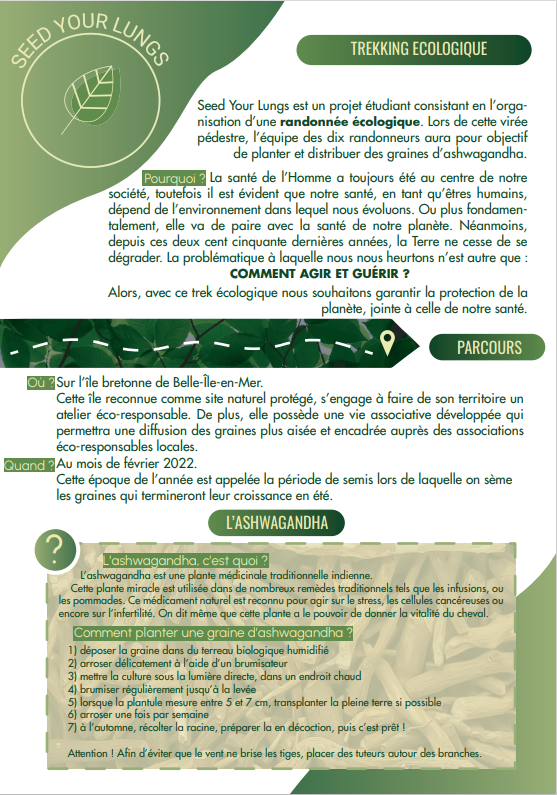 SEED YOUR LUNGS
TREKKING ECOLOGIQUE
Seed Your Lungs est un projet étudiant consistant en l'orga-
nisation d'une randonnée écologique. Lors de cette virée
pédestre, l'équipe des dix randonneurs aura pour objectif
de planter et distribuer des graines d'ashwagandha.
Pourquoi ? La santé de l'Homme a toujours été au centre de notre
société, toutefois il est évident que notre santé, en tant qu'êtres humains,
dépend de l'environnement dans lequel nous évoluons. Ou plus fondamen-
talement, elle va de paire avec la santé de notre planète. Néanmoins,
depuis ces deux cent cinquante dernières années, la Terre ne cesse de se
dégrader. La problématique à laquelle nous nous heurtons n'est autre que :
COMMENT AGIR ET GUÉRIR ?
Alors, avec ce trek écologique nous souhaitons garantir la protection de la
planète, jointe à celle de notre santé.
PARCOURS
Où ? Sur l'île bretonne de Belle-Île-en-Mer.
Cette île reconnue comme site naturel protégé, s'engage à faire de son territoire un
atelier éco-responsable. De plus, elle possède une vie associative développée qui
permettra une diffusion des graines plus aisée et encadrée auprès des associations
éco-responsables locales.
Quand ? Au mois de février 2022.
Cette époque de l'année est appelée la période de semis lors de laquelle on sème
les graines qui termineront leur croissance en été.
L'ASHWAGANDHA
?
L'ashwagandha, c'est quoi ?
L'ashwagandha est une plante médicinale traditionnelle indienne.
Cette plante miracle est utilisée dans de nombreux remèdes traditionnels tels que les infusions, ou
les pommades. Ce médicament naturel est reconnu pour agir sur le stress, les cellules cancéreuses ou
encore sur l'infertilité. On dit même que cette plante a le pouvoir de donner la vitalité du cheval.
Comment planter une graine d'ashwagandha ?
1) déposer la graine dans du terreau biologique humidifié
2) arroser délicatement à l'aide d'un brumisateur
3) mettre la culture sous la lumière directe, dans un endroit chaud
4) brumiser régulièrement jusqu'à la levée
5) lorsque la plantule mesure entre 5 et 7 cm, transplanter la pleine terre si possible
6) arroser une fois par semaine
7) à l'automne, récolter la racine, préparer la en décoction, puis c'est prêt !
Attention ! Afin d'éviter que le vent ne brise les tiges, placer des tuteurs autour des branches.